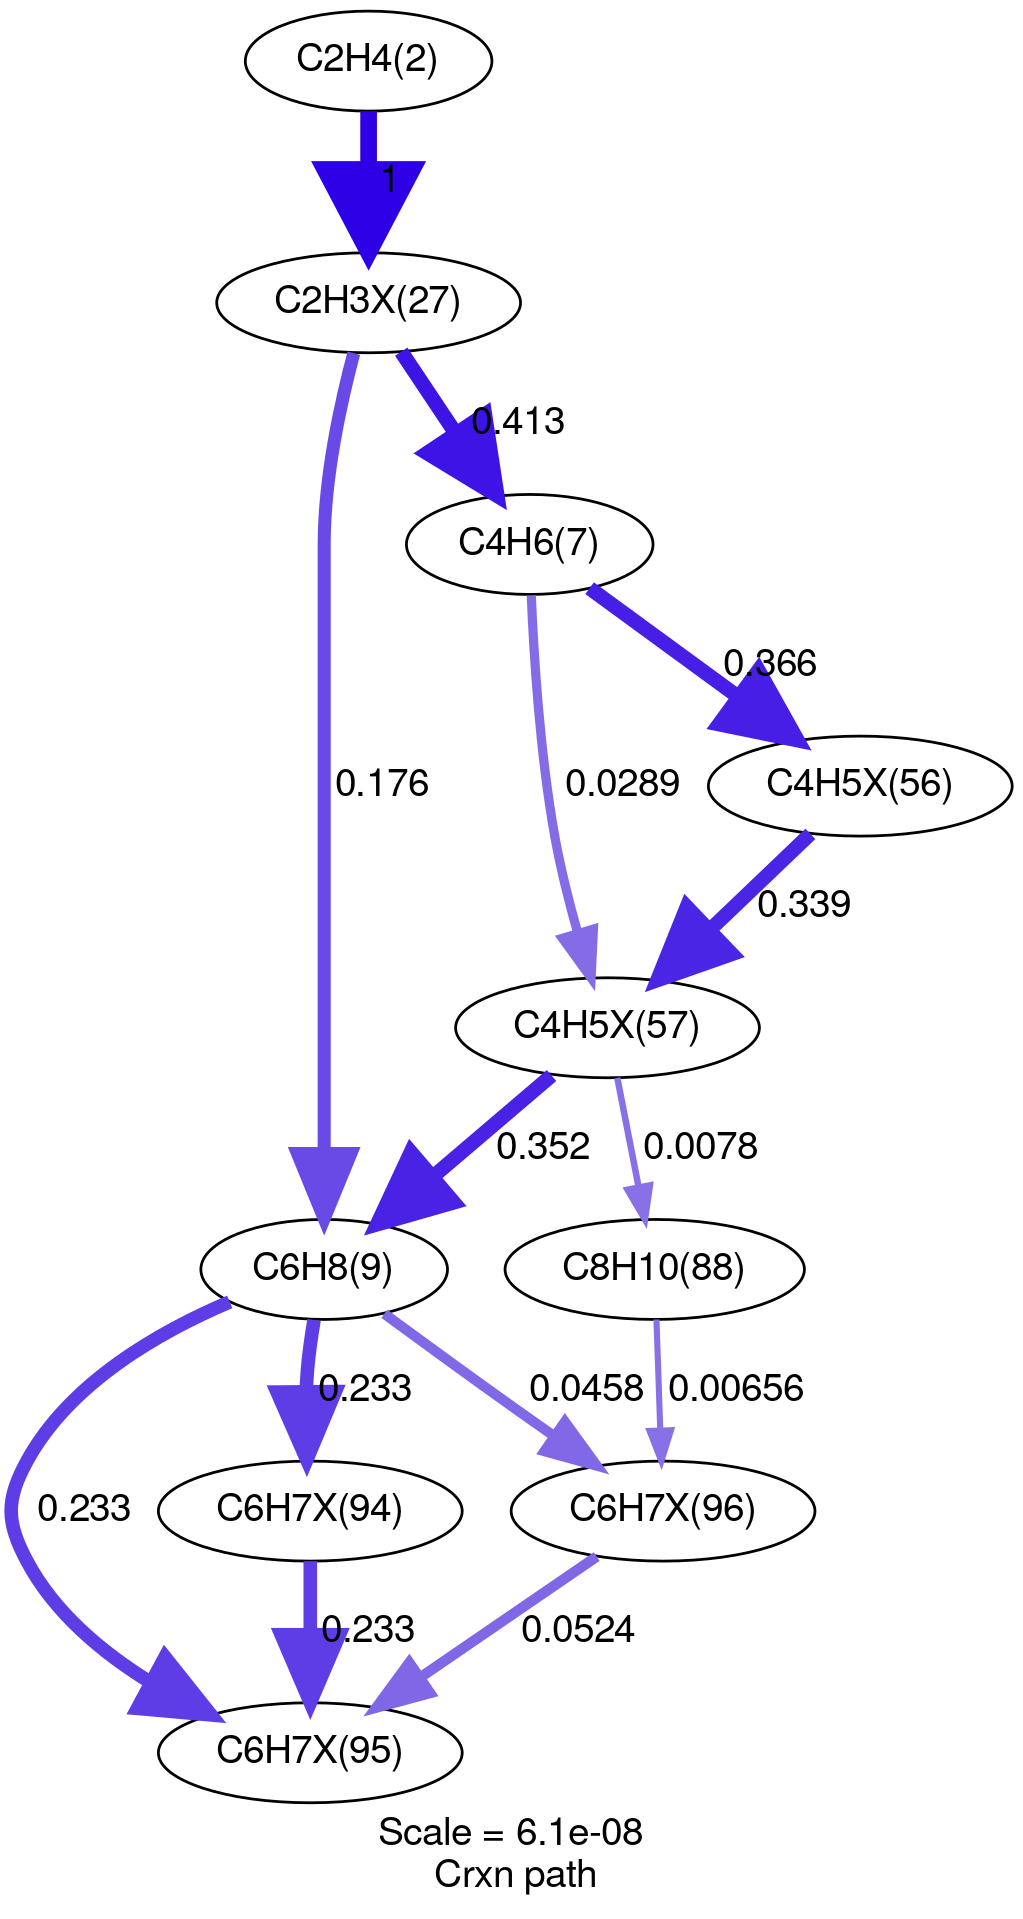 C2H4(2)
1
C2H3X(27)
0.413
C4H6(7)
0.366
0.176
0.0289
C4H5X(56)
0.339
C4H5X(57)
0.352
0.0078
C6H8(9)
C8H10(88)
0.233
0.0458
0.00656
0.233
C6H7X(94)
C6H7X(96)
0.233
0.0524
C6H7X(95)
Scale = 6.1e-08
Crxn path